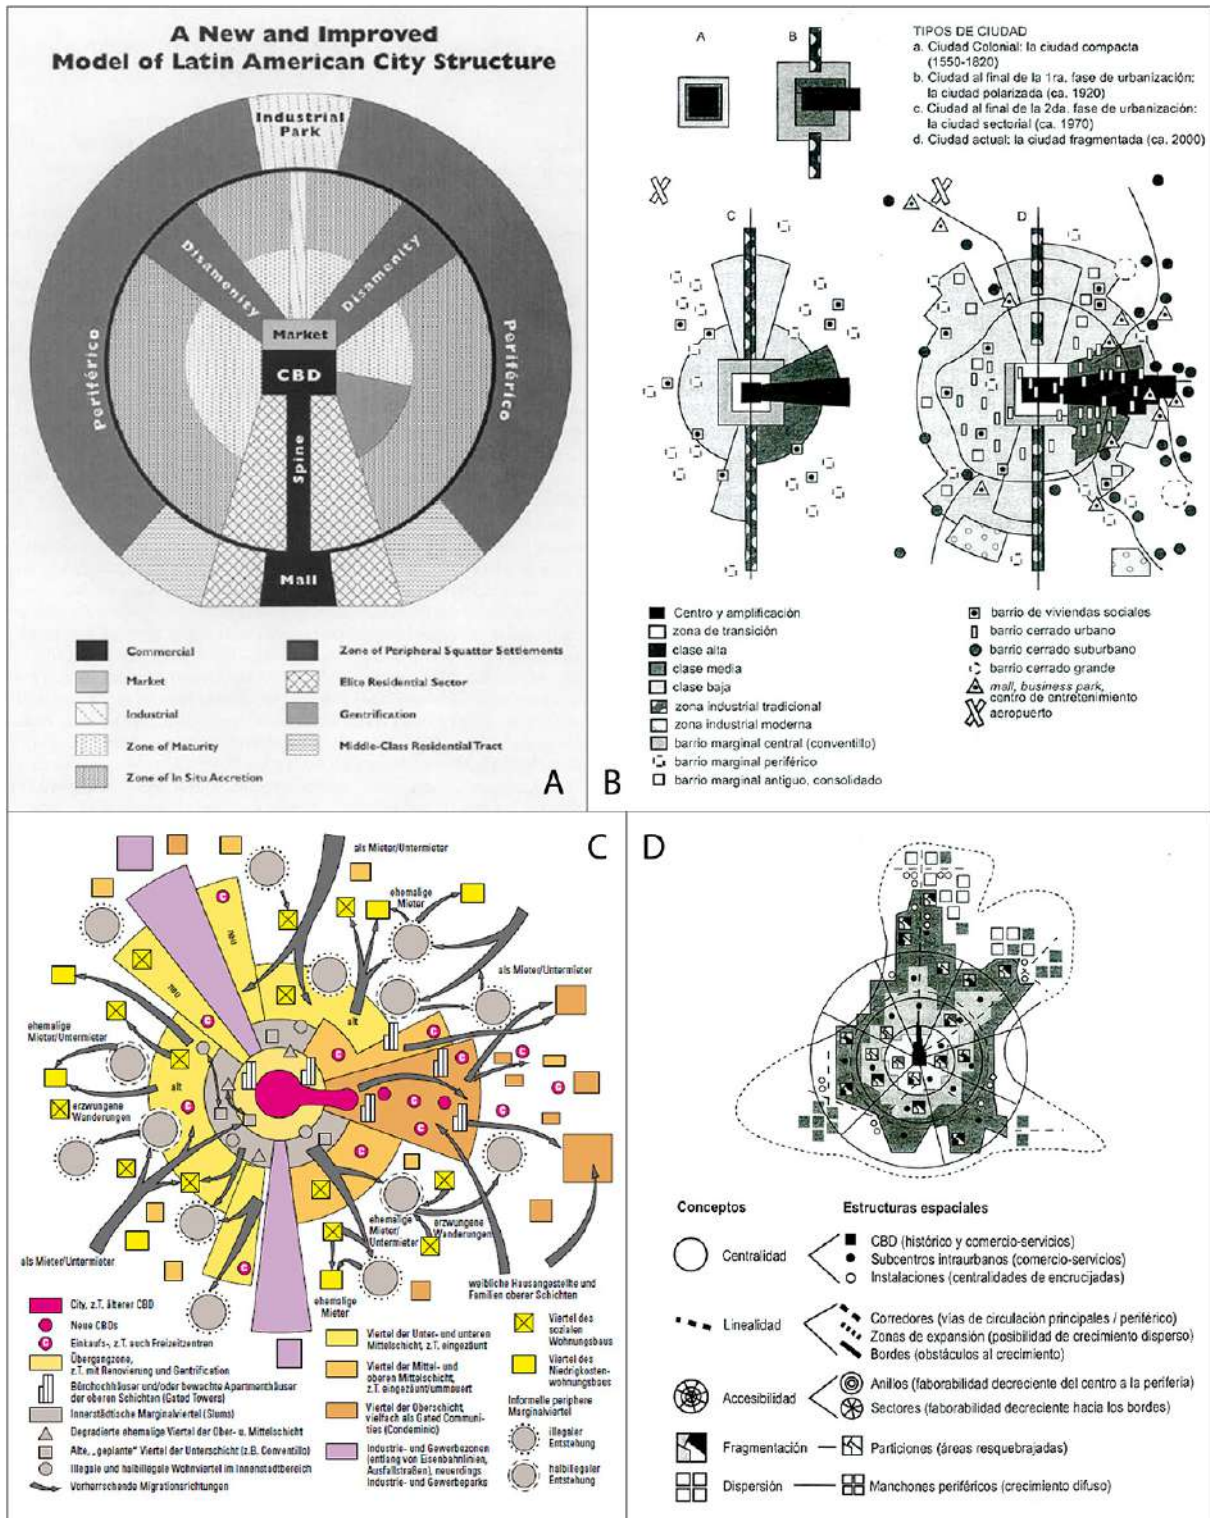 A New and Improved
Model of Latin American City Structure
Industrial
Park
Disamenity
Disamenity
Periférico
Periférico
Market
CBD
Spine
Mall
Commercial
Market
Industrial
Zone of Maturity
Zone of In Situ Accretion
Zone of Peripheral Squatter Settlements
Elite Residential Sector
Gentrification
Middle-Class Residential Tract
A
A
B
TIPOS DE CIUDAD
a. Ciudad Colonial: la ciudad compacta
(1550-1820)
b. Ciudad al final de la 1ra. fase de urbanización:
la ciudad polarizada (ca. 1920)
c. Ciudad al final de la 2da. fase de urbanización:
la ciudad sectorial (ca. 1970)
d. Ciudad actual: la ciudad fragmentada (ca. 2000)
C
D
Centro y amplificación
zona de transición
clase alta
clase media
clase baja
zona industrial tradicional
zona industrial moderna
barrio marginal central (conventillo)
barrio marginal periférico
barrio marginal antiguo, consolidado
barrio de viviendas sociales
barrio cerrado urbano
barrio cerrado suburbano
barrio cerrado grande
mall, business park,
centro de entretenimiento
aeropuerto
B
C
als Mieter/Untermieter
ehemalige
Mieter
als Mieter/Untermieter
neu
neu
alt
alt
ehemalige
Mieter/Untermieter
erzwungene
Wanderungen
als Mieter/Untermieter
ehemalige
Mieter/
Untermieter
erzwungene
Wanderungen
ehemalige
Mieter
weibliche Hausangestellte und
Familien oberer Schichten
City, z.T. älterer CBD
Neue CBDs
C Einkaufs-, z.T. auch Freizeitzentren
Übergangzone,
z.T. mit Renovierung und Gentrification
Bürohochhäuser und/oder bewachte Apartmenthäuser
der oberen Schichten (Gated Towers)
Innerstädtische Marginalviertel (Slums)
Degradierte ehemalige Viertel der Ober- u. Mittelschicht
Alte, „geplante" Viertel der Unterschicht (z.B. Conventillo)
Illegale und halbillegale Wohnviertel im Innenstadtbereich
Vorherrschende Migrationsrichtungen
Viertel der Unter- und unteren
Mittelschicht, z.T. eingezäunt
Viertel der Mittel- und
oberen Mittelschicht,
z.T. eingezäunt/ummauert
Viertel der Oberschicht,
vielfach als Gated Communi-
ties (Condominio)
Industrie- und Gewerbezonen
(entlang von Eisenbahnlinien,
Ausfallstraßen), neuerdings
Industrie- und Gewerbeparks
Viertel des
sozialen
Wohnungsbaus
Viertel des
Niedrigkosten-
wohnungsbaus
Informelle periphere
Marginalviertel
illegaler
Entstehung
halbillegaler
Entstehung
D
Conceptos
Estructuras espaciales
Centralidad
CBD (histórico y comercio-servicios)
Subcentros intraurbanos (comercio-servicios)
Instalaciones (centralidades de encrucijadas)
Linealidad
Corredores (vías de circulación principales / periférico)
Zonas de expansión (posibilidad de crecimiento disperso)
Bordes (obstáculos al crecimiento)
Accesibilidad
Anillos (faborabilidad decreciente del centro a la periferia)
Sectores (faborabilidad decreciente hacia los bordes)
Fragmentación
Particiones (áreas resquebrajadas)
Dispersión
Manchones periféricos (crecimiento difuso)